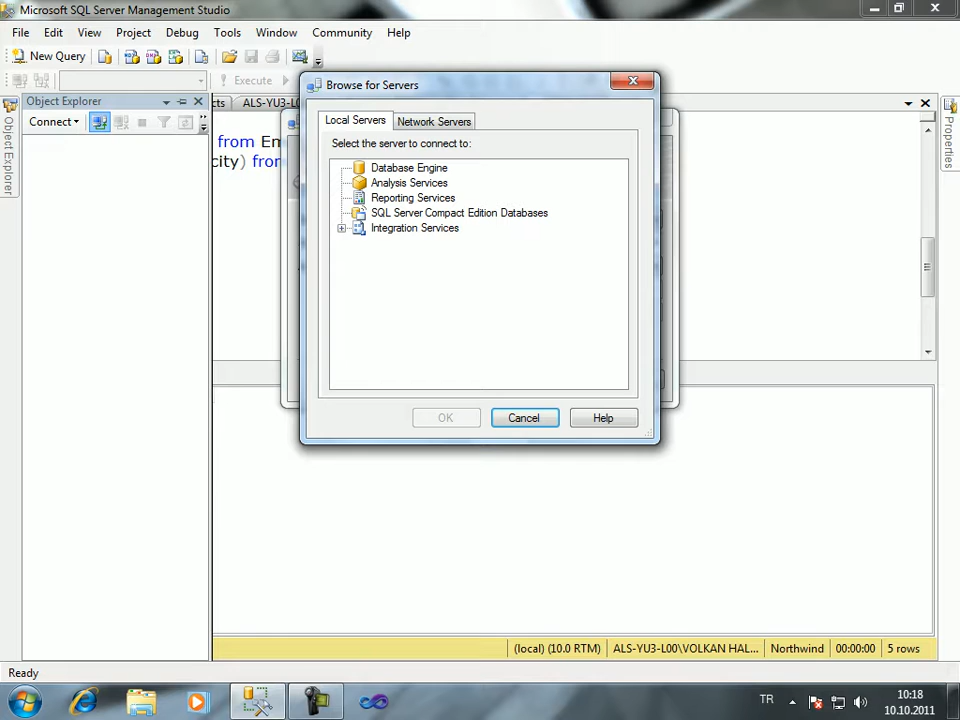 Microsoft SQL Server Management Studio
File Edit View Project Debug Tools Window Community Help
New Query
Execute
Browse for Servers
Object Explorer
cts ALS-YU3-L0
Connect
Local Servers Network Servers
Object Explorer
Properties
from En
city) from
Select the server to connect to:
Database Engine
Analysis Services
Reporting Services
SQL Server Compact Edition Databases
Integration Services
OK Cancel Help
(local) (10.0 RTM) ALS-YU3-L00\VOLKAN HAL... Northwind 00:00:00 5 rows
Ready
TR 10:18
10.10.2011